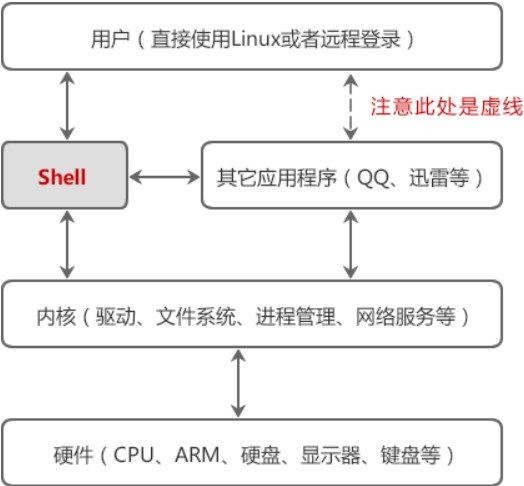 用户（直接使用Linux或者远程登录）
注意此处是虚线
Shell
其它应用程序（QQ、迅雷等）
内核（驱动、文件系统、进程管理、网络服务等）
硬件（CPU、ARM、硬盘、显示器、键盘等）